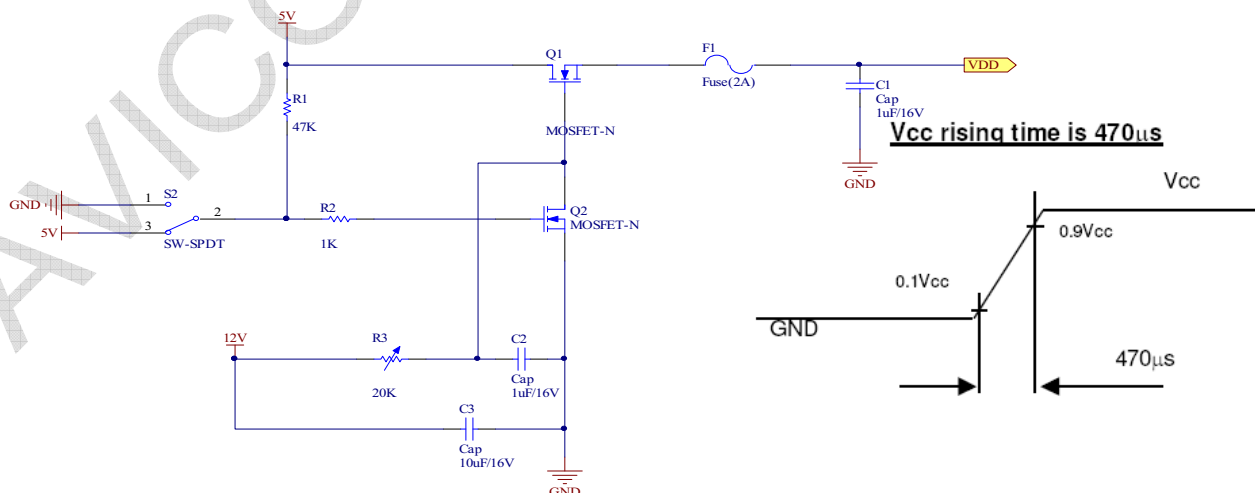 5V
Q1
F1
Fuse(2A)
VDD
C1
Cap
1uF/16V
R1
47K
MOSFET-N
Vcc rising time is 470μs
GND
Vcc
GND
1
S2
2
3
5V
SW-SPDT
R2
1K
Q2
MOSFET-N
0.9Vcc
0.1Vcc
GND
470μs
12V
R3
20K
C2
Cap
1uF/16V
C3
Cap
10uF/16V
GND
AVICO